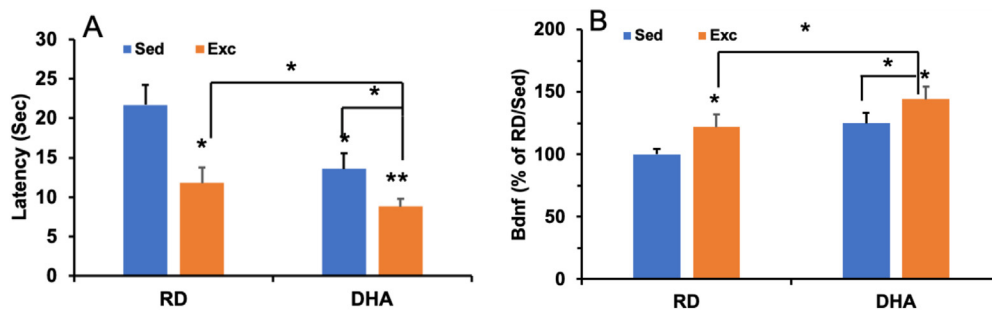 A
Sed Exc
Latency (Sec)
30
25
20
15
10
5
0
*
*
*
*
**
RD DHA
B
Sed Exc
Bdnf (% of RD/Sed)
200
150
100
50
0
*
*
*
*
RD DHA